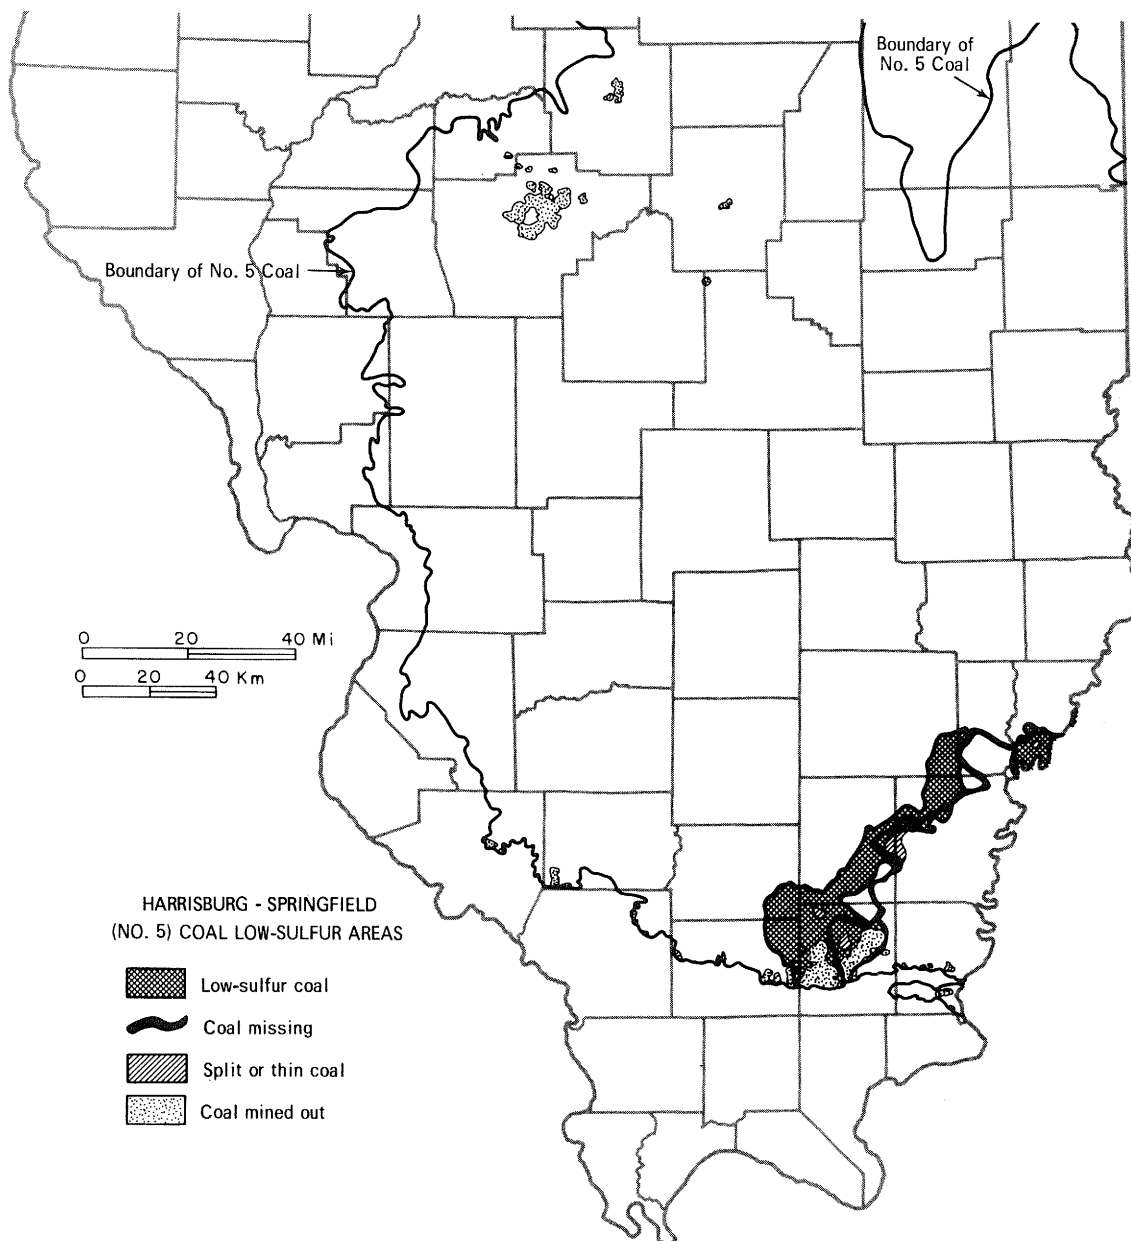 Boundary of
No. 5 Coal
Boundary of No. 5 Coal
0 20 40 Mi
0 20 40 Km
HARRISBURG - SPRINGFIELD
(NO. 5) COAL LOW-SULFUR AREAS
Low-sulfur coal
Coal missing
Split or thin coal
Coal mined out